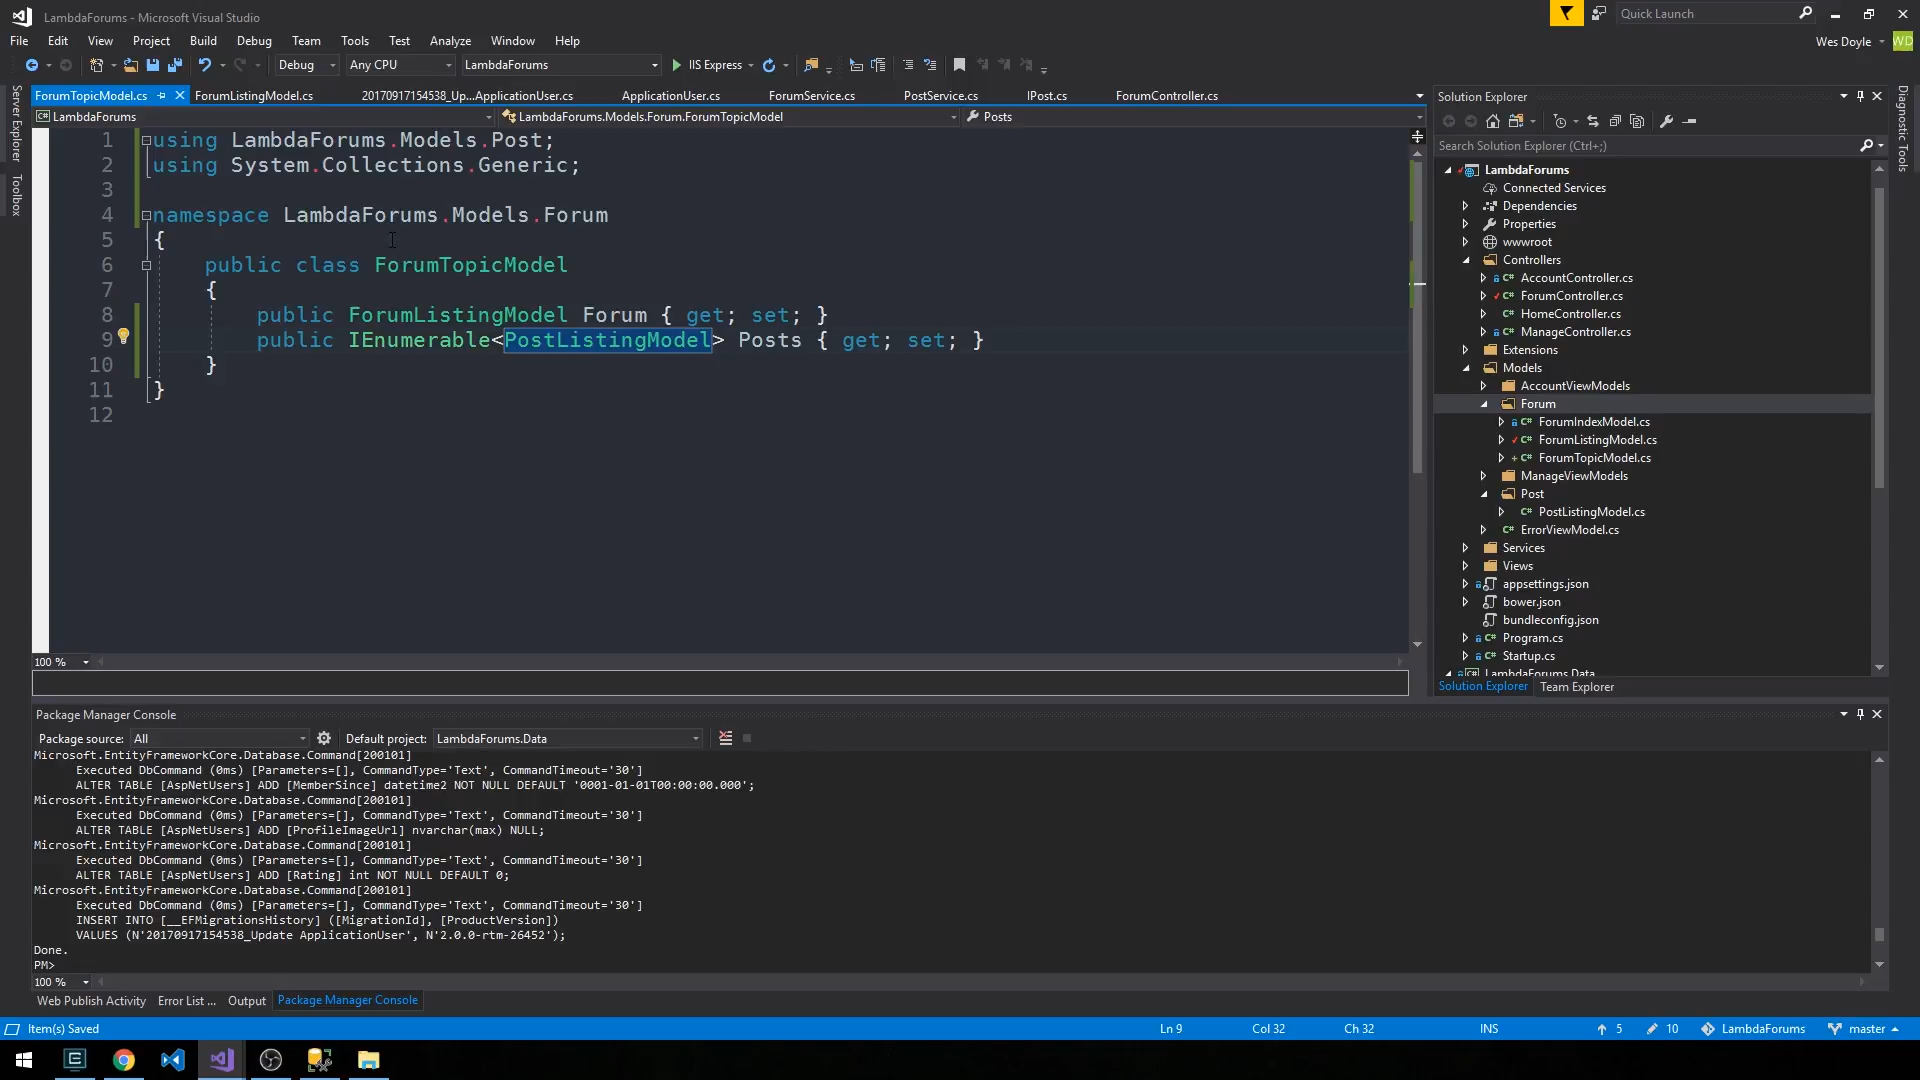 LambdaForums - Microsoft Visual Studio
Quick Launch
File Edit View Project Build Debug Team Tools Test Analyze Window Help
Wes Doyle WD
Debug Any CPU LambdaForums IIS Express
Server Explorer
Toolbox
Diagnostic Tools
ForumTopicModel.cs ForumListingModel.cs 20170917154538_Up...ApplicationUser.cs ApplicationUser.cs ForumService.cs PostService.cs IPost.cs ForumController.cs
LambdaForums LambdaForums.Models.Forum.ForumTopicModel Posts
1 using LambdaForums.Models.Post;
2 using System.Collections.Generic;
3
4 namespace LambdaForums.Models.Forum
5 {
6 public class ForumTopicModel
7 {
8 public ForumListingModel Forum { get; set; }
9 public IEnumerable<PostListingModel> Posts { get; set; }
10 }
11 }
12
100 %
Solution Explorer
Search Solution Explorer (Ctrl+;)
LambdaForums
Connected Services
Dependencies
Properties
wwwroot
Controllers
C# AccountController.cs
C# ForumController.cs
C# HomeController.cs
C# ManageController.cs
Extensions
Models
AccountViewModels
Forum
C# ForumIndexModel.cs
C# ForumListingModel.cs
+ C# ForumTopicModel.cs
ManageViewModels
Post
C# PostListingModel.cs
C# ErrorViewModel.cs
Services
Views
appsettings.json
bower.json
bundleconfig.json
C# Program.cs
C# Startup.cs
C# LambdaForums.Data
Solution Explorer Team Explorer
Package Manager Console
Package source: All Default project: LambdaForums.Data
Microsoft.EntityFrameworkCore.Database.Command[200101]
Executed DbCommand (0ms) [Parameters=[], CommandType='Text', CommandTimeout='30']
ALTER TABLE [AspNetUsers] ADD [MemberSince] datetime2 NOT NULL DEFAULT '0001-01-01T00:00:00.000';
Microsoft.EntityFrameworkCore.Database.Command[200101]
Executed DbCommand (0ms) [Parameters=[], CommandType='Text', CommandTimeout='30']
ALTER TABLE [AspNetUsers] ADD [ProfileImageUrl] nvarchar(max) NULL;
Microsoft.EntityFrameworkCore.Database.Command[200101]
Executed DbCommand (0ms) [Parameters=[], CommandType='Text', CommandTimeout='30']
ALTER TABLE [AspNetUsers] ADD [Rating] int NOT NULL DEFAULT 0;
Microsoft.EntityFrameworkCore.Database.Command[200101]
Executed DbCommand (0ms) [Parameters=[], CommandType='Text', CommandTimeout='30']
INSERT INTO [__EFMigrationsHistory] ([MigrationId], [ProductVersion])
VALUES (N'20170917154538_Update ApplicationUser', N'2.0.0-rtm-26452');
Done.
PM>
100 %
Web Publish Activity Error List ... Output Package Manager Console
Item(s) Saved Ln 9 Col 32 Ch 32 INS 5 10 LambdaForums master